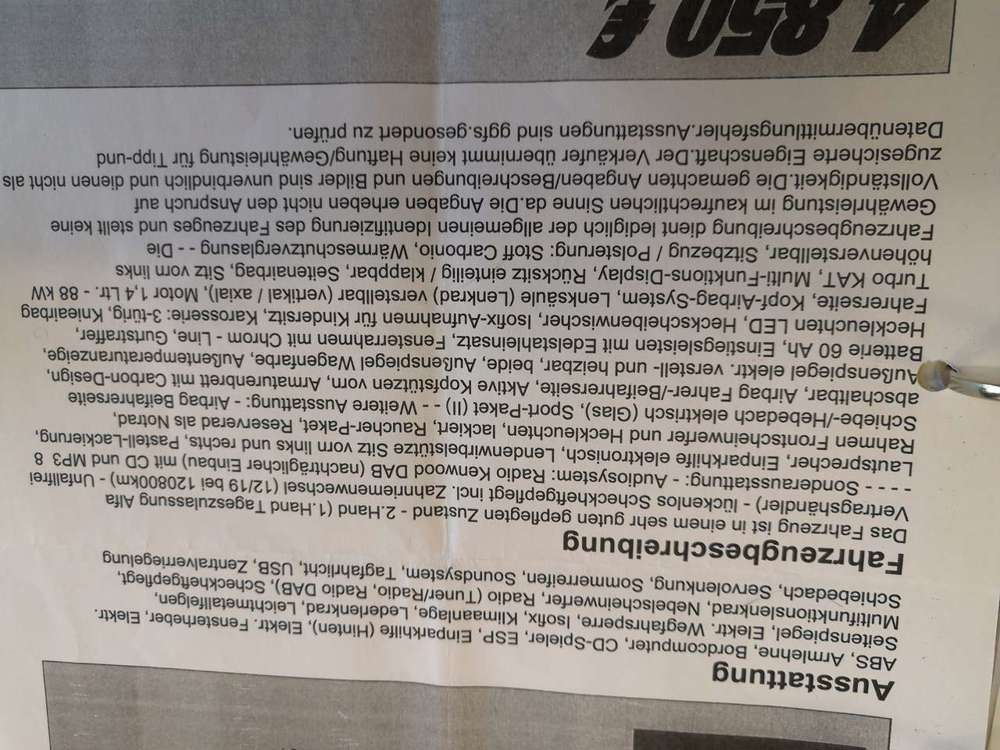 Ausstattung
ABS, Armlehne, Bordcomputer, CD-Spieler, ESP, Einparkhilfe (Hinten), Elektr. Fensterheber, Elektr.
Seitenspiegel, Elektr. Wegfahrsperre, Isofix, Klimaanlage, Lederlenkrad, Leichtmetallfelgen,
Multifunktionslenkrad, Nebelscheinwerfer, Radio (Tuner/Radio, Radio DAB), Scheckheftgepflegt,
Schiebedach, Servolenkung, Sommerreifen, Soundsystem, Tagfahrlicht, USB, Zentralverriegelung
Fahrzeugbeschreibung
Das Fahrzeug ist in einem sehr guten gepflegten Zustand - 2.Hand (1.Hand Tageszulassung Alfa
Vertragshändler) - lückenlos Scheckheftgepflegt incl. Zahnriemenwechsel (12/19 bei 120800km) - Unfallfrei
- - - - Sonderausstattung: - Audiosystem: Radio Kenwood DAB (nachträglicher Einbau) mit CD und MP3 8
Lautsprecher, Einparkhilfe elektronisch, Lendenwirbelstütze Sitz vorn links und rechts, Pastell-Lackierung,
Rahmen Frontscheinwerfer und Heckleuchten, lackiert, Raucher-Paket, Reserverad als Notrad,
Schiebe-/Hebedach elektrisch (Glas), Sport-Paket (II) - - Weitere Ausstattung: - Airbag Beifahrerseite
abschaltbar, Airbag Fahrer-/Beifahrerseite, Aktive Kopfstützen vorn, Armaturenbrett mit Carbon-Design,
Außenspiegel elektr. verstell- und heizbar, beide, Außenspiegel Wagenfarbe, Außentemperaturanzeige,
Batterie 60 Ah, Einstiegsleisten mit Edelstahleinsatz, Fensterrahmen mit Chrom - Line, Gurtstraffer,
Heckleuchten LED, Heckscheibenwischer, Isofix-Aufnahmen für Kindersitz, Karosserie: 3-türig, Knieairbag
Fahrerseite, Kopf-Airbag-System, Lenksäule (Lenkrad) verstellbar (vertikal / axial), Motor 1,4 Ltr. - 88 kW
Turbo KAT, Multi-Funktions-Display, Rücksitz einteilig / klappbar, Seitenairbag, Sitz vorn links
höhenverstellbar, Sitzbezug / Polsterung: Stoff Carbonio, Wärmeschutzverglasung - - Die
Fahrzeugbeschreibung dient lediglich der allgemeinen Identifizierung des Fahrzeuges und stellt keine
Gewährleistung im kaufrechtlichen Sinne da.Die Angaben erheben nicht den Anspruch auf
Vollständigkeit.Die gemachten Angaben/Beschreibungen und Bilder sind unverbindlich und dienen nicht als
zugesicherte Eigenschaft.Der Verkäufer übernimmt keine Haftung/Gewährleistung für Tipp-und
Datenübermittlungsfehler.Ausstattungen sind ggfs.gesondert zu prüfen.
4.850 €